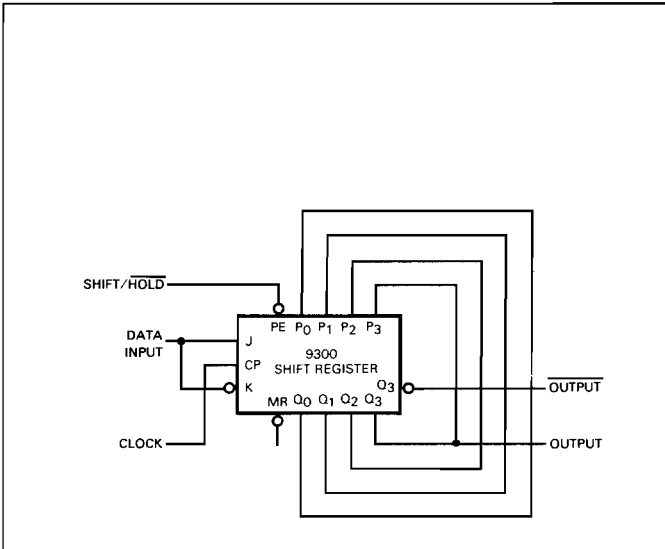 SHIFT/HOLD
PE P0 P1 P2 P3
DATA
INPUT
J
9300
SHIFT REGISTER
CP
K
Q3
OUTPUT
MR Q0 Q1 Q2 Q3
CLOCK
OUTPUT